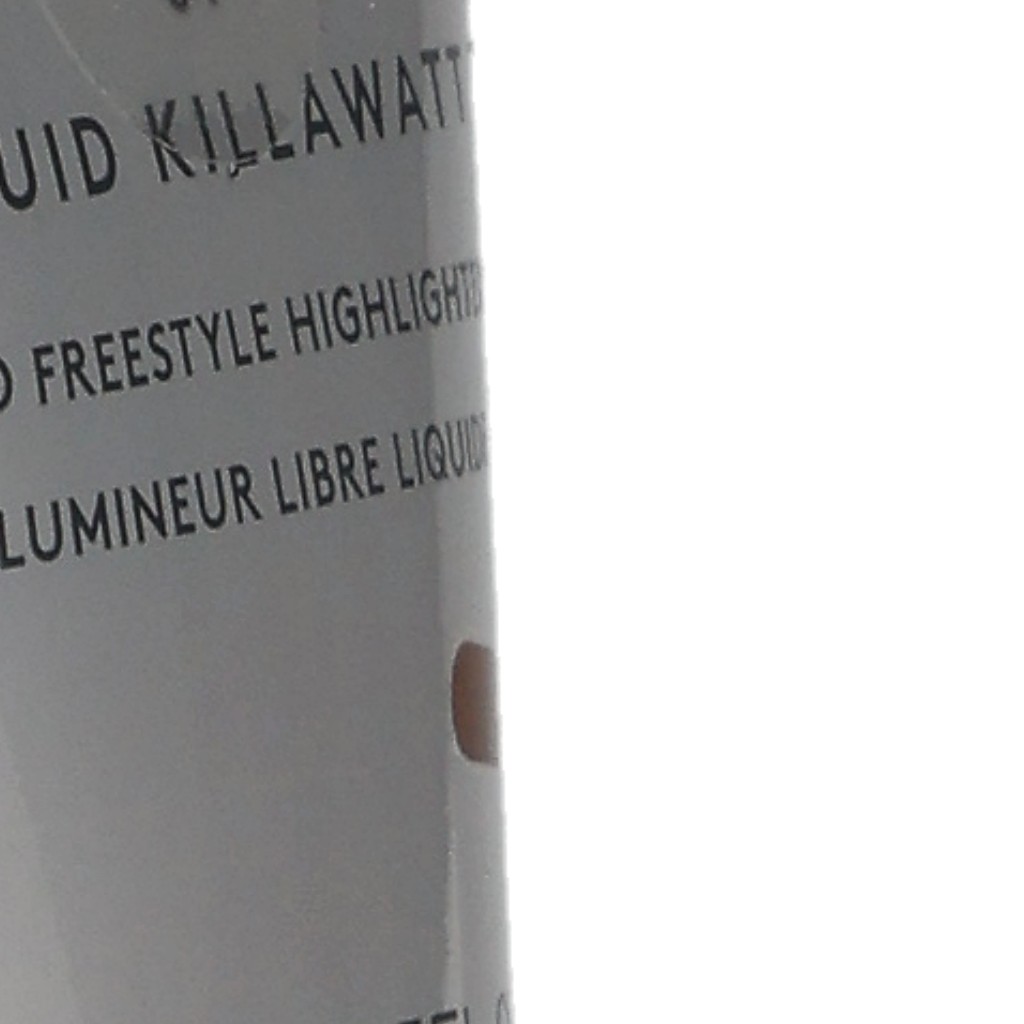 UID KILLAWATT
D FREESTYLE HIGHLIGHTE
LUMINEUR LIBRE LIQUID